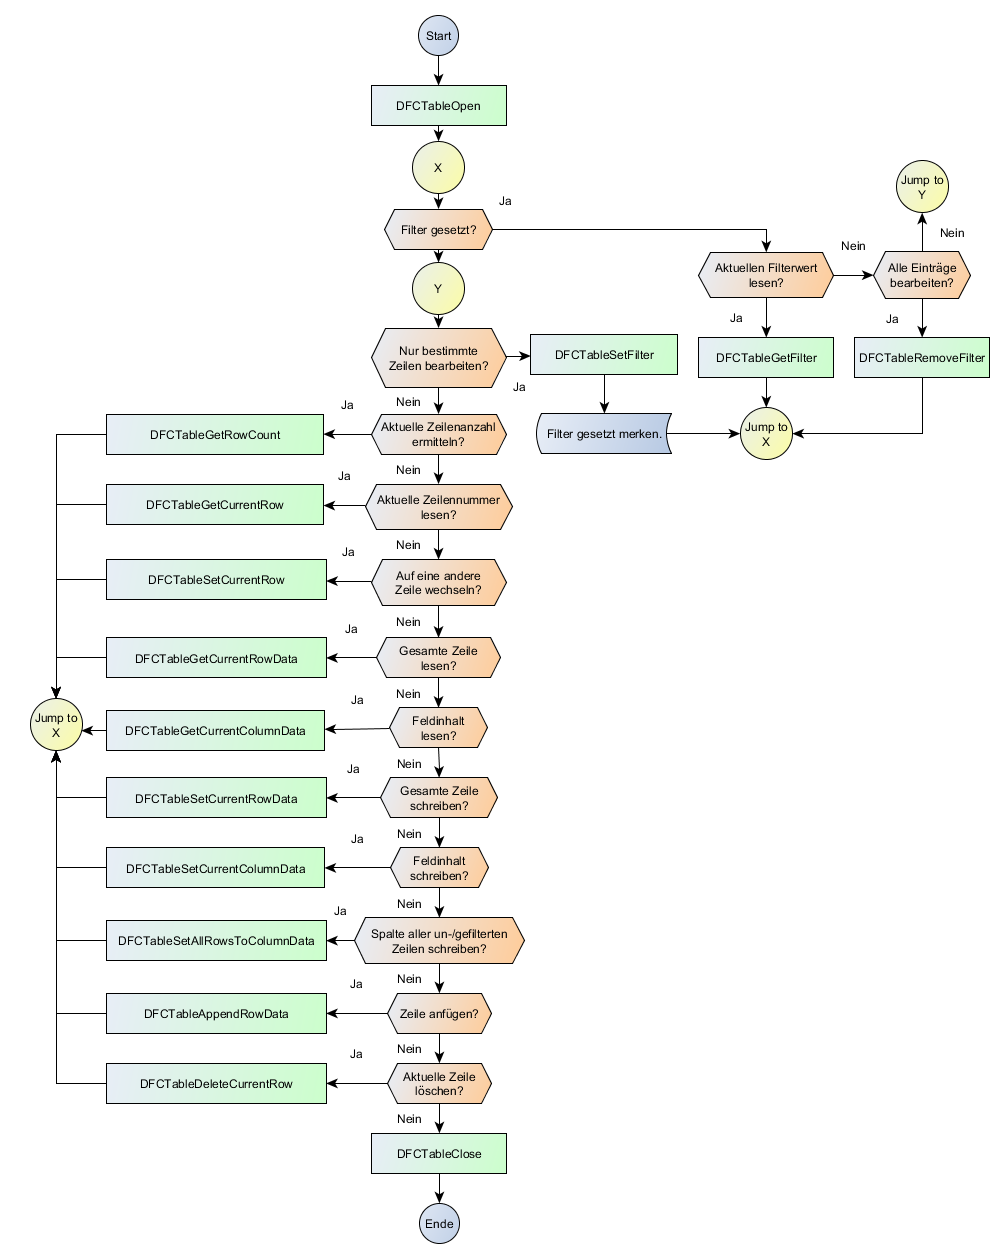 Start
DFCTableOpen
X
Jump to
Y
Ja
Filter gesetzt?
Nein
Nein
Aktuellen Filterwert
lesen?
Alle Einträge
bearbeiten?
Y
Ja
Ja
Nur bestimmte
Zeilen bearbeiten?
DFCTableSetFilter
DFCTableGetFilter
DFCTableRemoveFilter
Ja
Nein
Ja
DFCTableGetRowCount
Aktuelle Zeilenanzahl
ermitteln?
Filter gesetzt merken.
Jump to
X
Nein
Ja
DFCTableGetCurrentRow
Aktuelle Zeilennummer
lesen?
Nein
Ja
DFCTableSetCurrentRow
Auf eine andere
Zeile wechseln?
Nein
Ja
DFCTableGetCurrentRowData
Gesamte Zeile
lesen?
Nein
Ja
Jump to
X
DFCTableGetCurrentColumnData
Feldinhalt
lesen?
Nein
Ja
DFCTableSetCurrentRowData
Gesamte Zeile
schreiben?
Nein
Ja
DFCTableSetCurrentColumnData
Feldinhalt
schreiben?
Nein
Ja
DFCTableSetAllRowsToColumnData
Spalte aller un-/gefilterten
Zeilen schreiben?
Nein
Ja
DFCTableAppendRowData
Zeile anfügen?
Nein
Ja
DFCTableDeleteCurrentRow
Aktuelle Zeile
löschen?
Nein
DFCTableClose
Ende